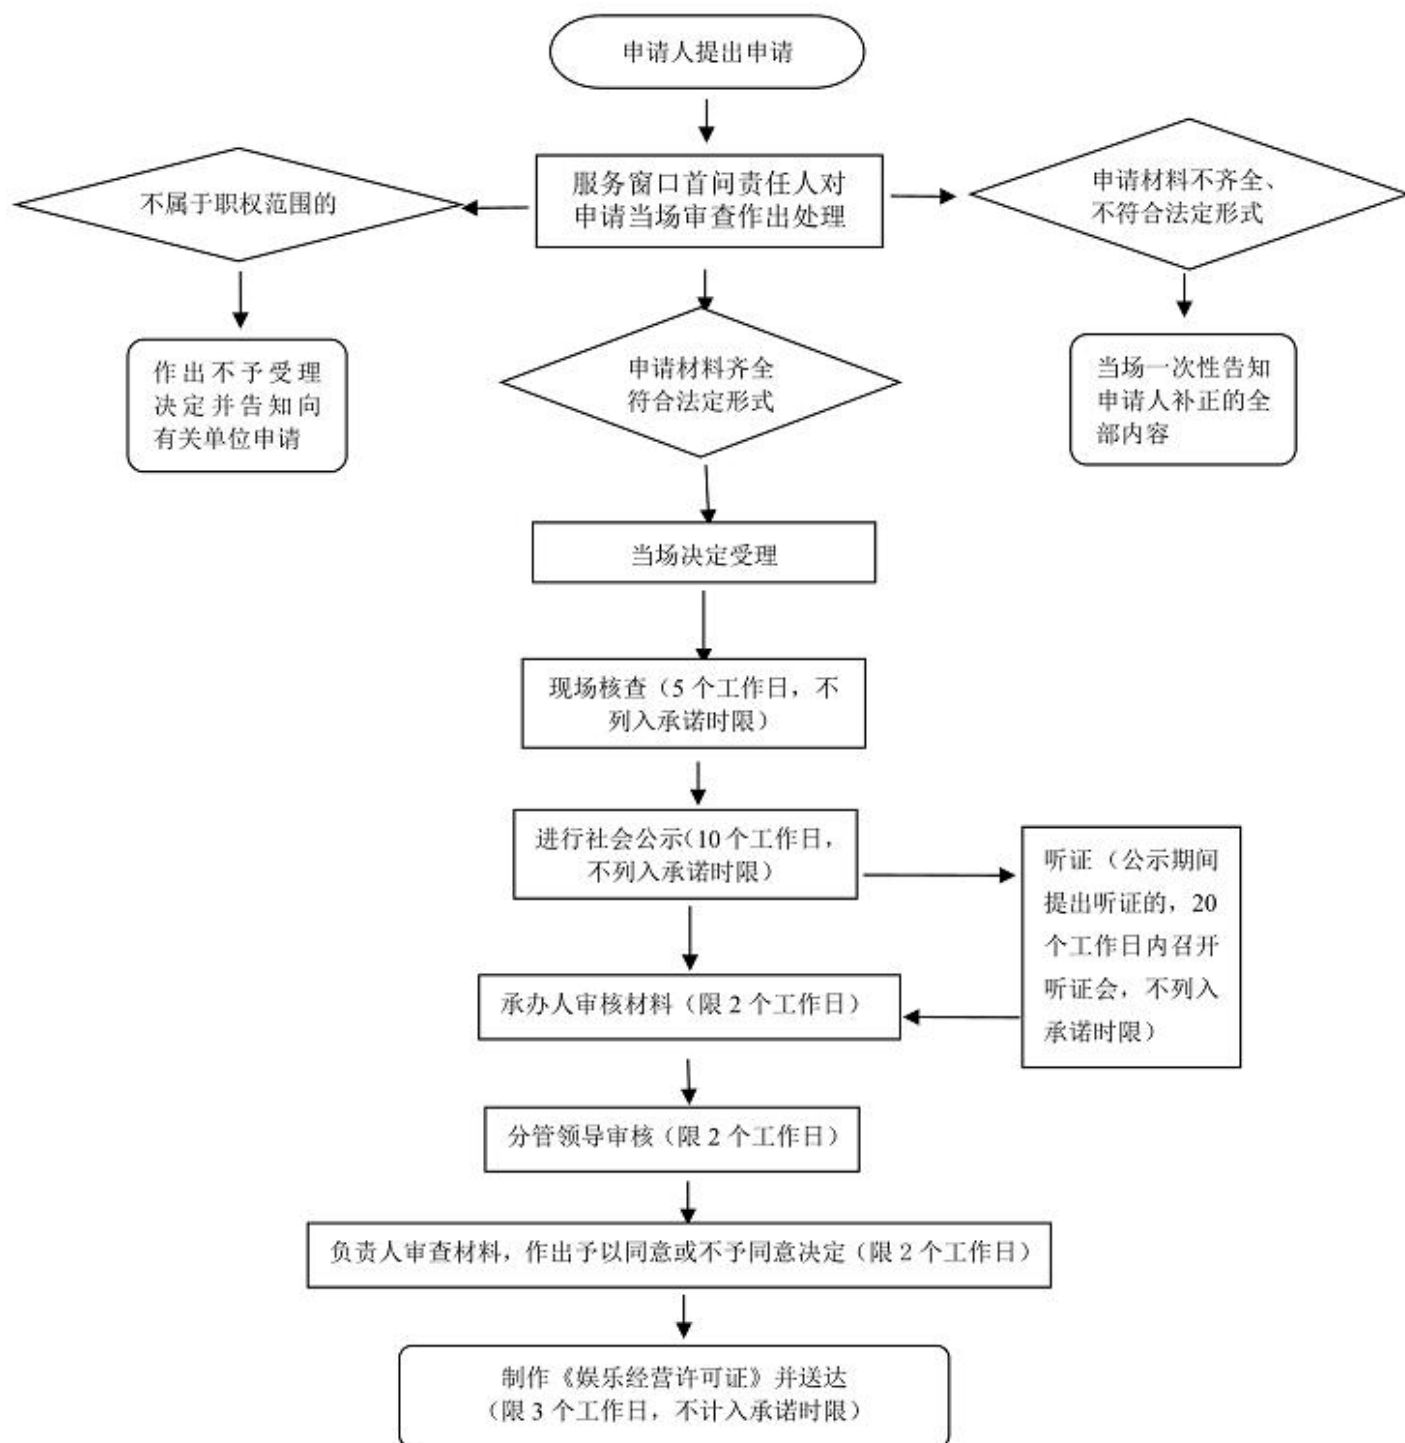 申请人提出申请
不属于职权范围的
服务窗口首问责任人对
申请当场审查作出处理
申请材料不齐全、
不符合法定形式
作出不予受理
决定并告知向
有关单位申请
申请材料齐全
符合法定形式
当场一次性告知
申请人补正的全
部内容
当场决定受理
现场核查（5 个工作日，不
列入承诺时限）
进行社会公示（10 个工作日，
不列入承诺时限）
听证（公示期间
提出听证的，20
个工作日内召开
听证会，不列入
承诺时限）
承办人审核材料（限 2 个工作日）
分管领导审核（限 2 个工作日）
负责人审查材料，作出予以同意或不予同意决定（限 2 个工作日）
制作《娱乐经营许可证》并送达
（限 3 个工作日，不计入承诺时限）